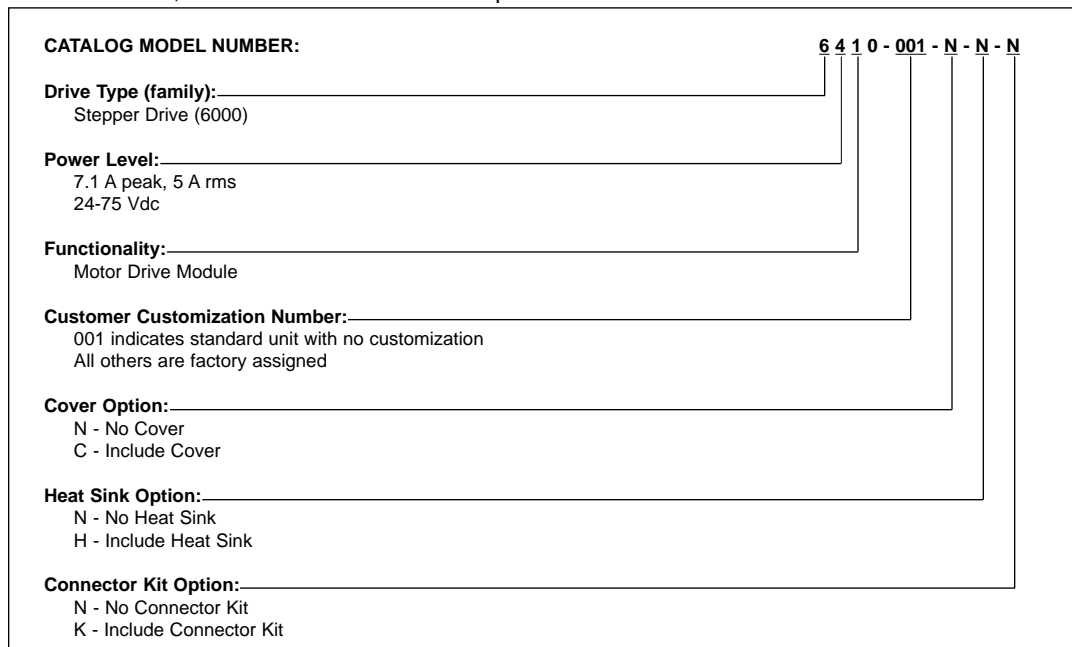 CATALOG MODEL NUMBER: 6 4 1 0 - 001 - N - N - N
Drive Type (family):
Stepper Drive (6000)
Power Level:
7.1 A peak, 5 A rms
24-75 Vdc
Functionality:
Motor Drive Module
Customer Customization Number:
001 indicates standard unit with no customization
All others are factory assigned
Cover Option:
N - No Cover
C - Include Cover
Heat Sink Option:
N - No Heat Sink
H - Include Heat Sink
Connector Kit Option:
N - No Connector Kit
K - Include Connector Kit